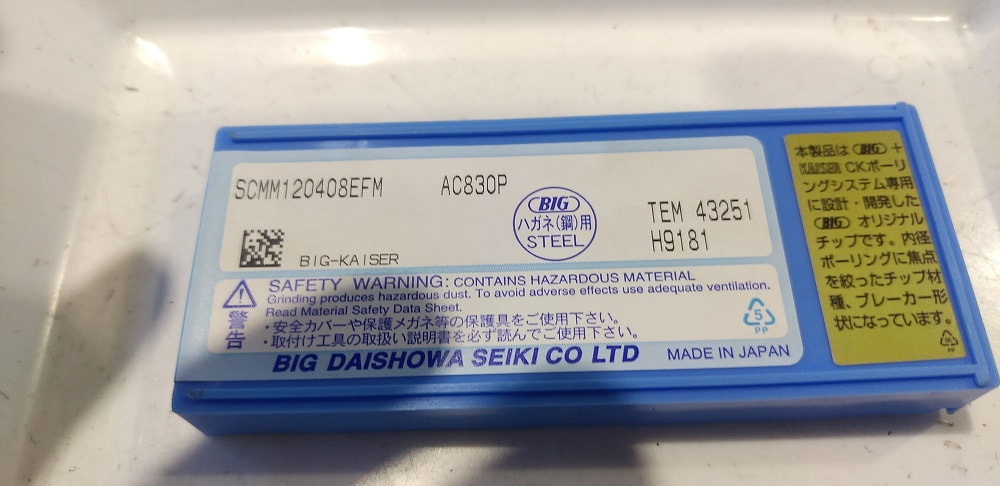 SCMM120408EFM
AC830P
BIG
ハガネ(鋼)用
STEEL
TEM 43251
H9181
BIG-KAISER
SAFETY WARNING: CONTAINS HAZARDOUS MATERIAL
Grinding produces hazardous dust. To avoid adverse effects use adequate ventilation.
Read Material Safety Data Sheet.
警告
・安全カバーや保護メガネ等の保護具をご使用下さい。
・取付け工具の取扱い説明書を必ず読んでご使用下さい。
5
PP
BIG DAISHOWA SEIKI CO LTD
MADE IN JAPAN
本製品は BIG +
KAISER CKボーリ
ングシステム専用
に設計・開発した
BIG オリジナル
チップです。内径
ボーリングに焦点
を絞ったチップ材
種、ブレーカー形
状になっています。
PP